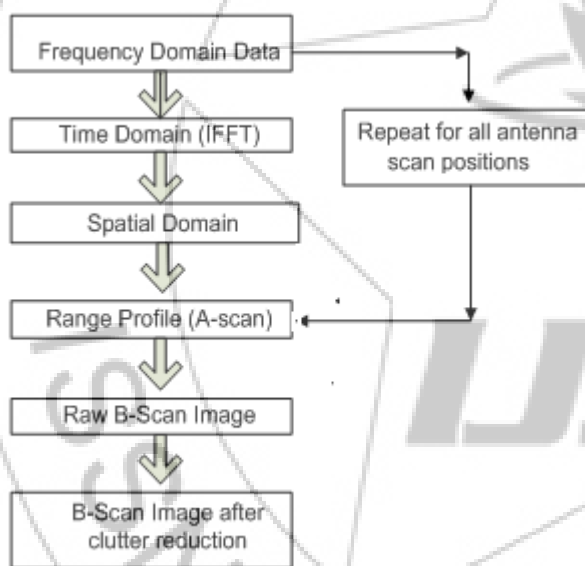 Frequency Domain Data
Time Domain (IFFT)
Repeat for all antenna
scan positions
Spatial Domain
Range Profile (A-scan)
Raw B-Scan Image
B-Scan Image after
clutter reduction